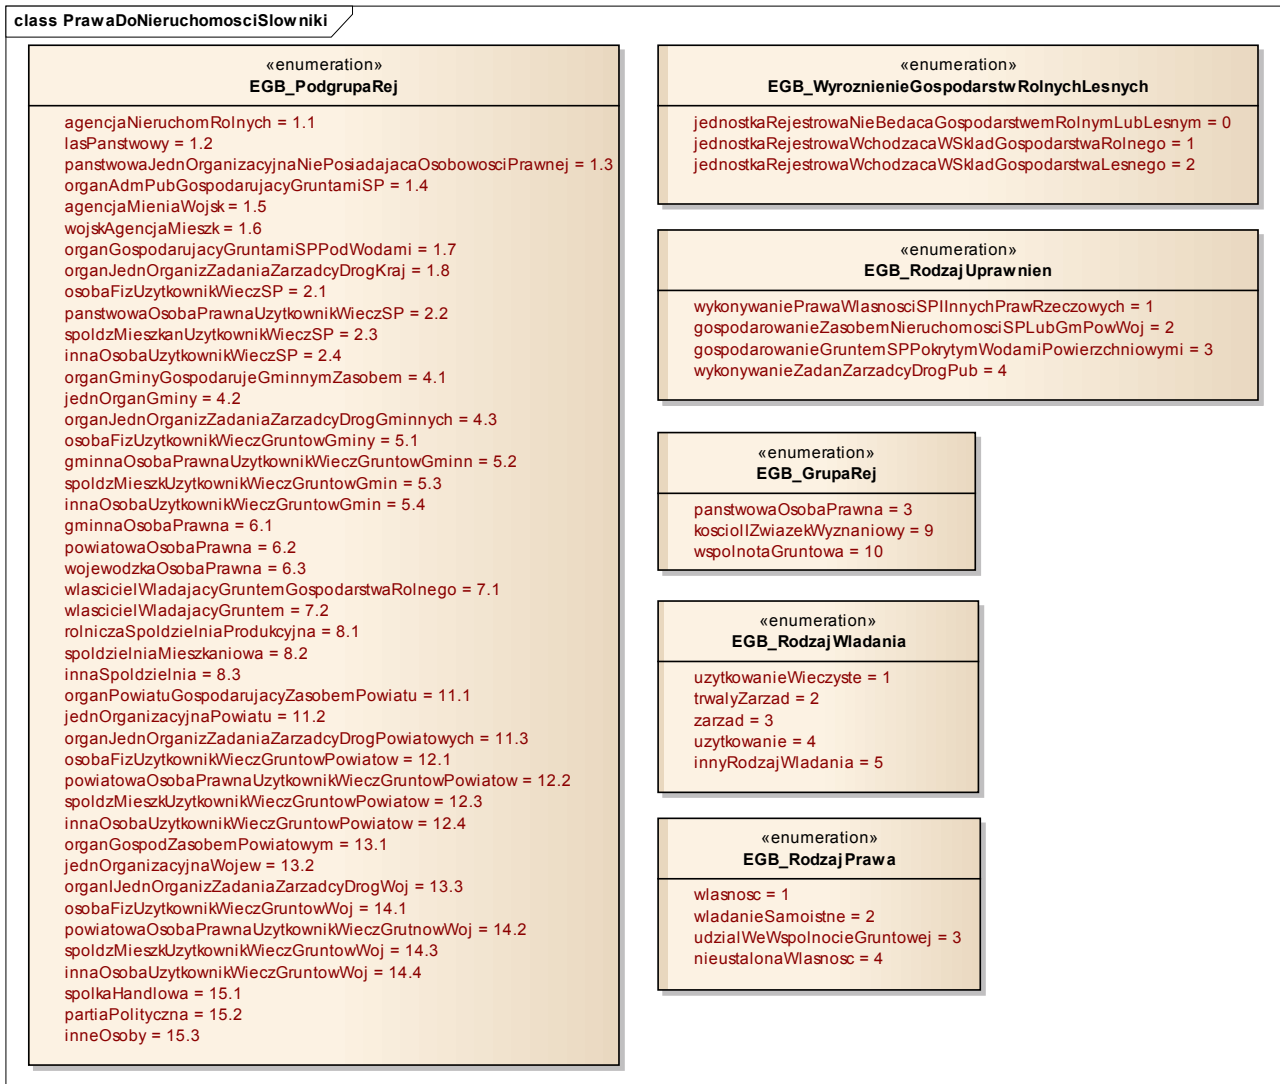 class PrawaDoNieruchomosciSlowniki
«enumeration»
EGB_PodgrupaRej
agencjaNieruchomRolnych = 1.1
lasPanstwowy = 1.2
panstwowaJednOrganizacyjnaNiePosiadajacaOsobowosciPrawnej = 1.3
organAdmPubGospodarujacyGruntamiSP = 1.4
agencjaMieniaWojsk = 1.5
wojskAgencjaMieszk = 1.6
organGospodarujacyGruntamiSPPodWodami = 1.7
organJednOrganizZadaniaZarzadcyDrogKraj = 1.8
osobaFizUzytkownikWieczSP = 2.1
panstwowaOsobaPrawnaUzytkownikWieczSP = 2.2
spoldzMieszkanUzytkownikWieczSP = 2.3
innaOsobaUzytkownikWieczSP = 2.4
organGminyGospodarujeGminnymZasobem = 4.1
jednOrganGminy = 4.2
organJednOrganizZadaniaZarzadcyDrogGminnych = 4.3
osobaFizUzytkownikWieczGruntowGminy = 5.1
gminnaOsobaPrawnaUzytkownikWieczGruntowGminn = 5.2
spoldzMieszkUzytkownikWieczGruntowGmin = 5.3
innaOsobaUzytkownikWieczGruntowGmin = 5.4
gminnaOsobaPrawna = 6.1
powiatowaOsobaPrawna = 6.2
wojewodzkaOsobaPrawna = 6.3
wlascicielWladajacyGruntemGospodarstwaRolnego = 7.1
wlascicielWladajacyGruntem = 7.2
rolniczaSpoldzielniaProdukcyjna = 8.1
spoldzielniaMieszkaniowa = 8.2
innaSpoldzielnia = 8.3
organPowiatuGospodarujacyZasobemPowiatu = 11.1
jednOrganizacyjnaPowiatu = 11.2
organJednOrganizZadaniaZarzadcyDrogPowiatowych = 11.3
osobaFizUzytkownikWieczGruntowPowiatow = 12.1
powiatowaOsobaPrawnaUzytkownikWieczGruntowPowiatow = 12.2
spoldzMieszkUzytkownikWieczGruntowPowiatow = 12.3
innaOsobaUzytkownikWieczGruntowPowiatow = 12.4
organGospodZasobemPowiatowym = 13.1
jednOrganizacyjnaWojew = 13.2
organIJednOrganizZadaniaZarzadcyDrogWoj = 13.3
osobaFizUzytkownikWieczGruntowWoj = 14.1
powiatowaOsobaPrawnaUzytkownikWieczGrutnowWoj = 14.2
spoldzMieszkUzytkownikWieczGruntowWoj = 14.3
innaOsobaUzytkownikWieczGruntowWoj = 14.4
spolkaHandlowa = 15.1
partiaPolityczna = 15.2
inneOsoby = 15.3
«enumeration»
EGB_WyroznienieGospodarstwRolnychLesnych
jednostkaRejestrowaNieBedacaGospodarstwemRolnymLubLesnym = 0
jednostkaRejestrowaWchodzacaWSkladGospodarstwaRolnego = 1
jednostkaRejestrowaWchodzacaWSkladGospodarstwaLesnego = 2
«enumeration»
EGB_RodzajUprawnien
wykonywaniePrawaWlasnosciSPIInnychPrawRzeczowych = 1
gospodarowanieZasobemNieruchomosciSPLubGmPowWoj = 2
gospodarowanieGruntemSPPokrytymWodamiPowierzchniowymi = 3
wykonywanieZadanZarzadcyDrogPub = 4
«enumeration»
EGB_GrupaRej
panstwowaOsobaPrawna = 3
kosciolIZwiazekWyznaniowy = 9
wspolnotaGruntowa = 10
«enumeration»
EGB_RodzajWladania
uzytkowanieWieczyste = 1
trwalyZarzad = 2
zarzad = 3
uzytkowanie = 4
innyRodzajWladania = 5
«enumeration»
EGB_RodzajPrawa
wlasnosc = 1
wladanieSamoistne = 2
udzialWeWspolnocieGruntowej = 3
nieustalonaWlasnosc = 4